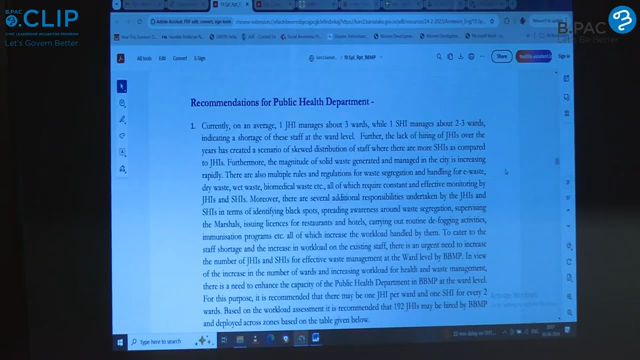 B.PAC
CLIP
CIVIC LEADERSHIP INCUBATOR PROGRAM
Let's Govern Better
B.PAC
Let's Be Better
All tools Edit Convert E-Sign
Share
Recommendations for Public Health Department -
1. Currently, on an average, 1 JHI manages about 3 wards, while 1 SHI manages about 2-3 wards,
indicating a shortage of these staff at the ward level. Further, the lack of hiring of JHIs over the
years has created a scenario of skewed distribution of staff where there are more SHIs as compared
to JHIs. Furthermore, the magnitude of solid waste generated and managed in the city is increasing
rapidly. There are also multiple rules and regulations for waste segregation and handling for e-waste,
dry waste, wet waste, biomedical waste etc., all of which require constant and effective monitoring by
JHIs and SHIs. Moreover, there are several additional responsibilities undertaken by the JHIs and
SHIs in terms of identifying black spots, spreading awareness around waste segregation, supervising
the Marshals, issuing licences for restaurants and hotels, carrying out routine de-fogging activities,
immunisation programs etc. all of which increase the workload handled by them. To cater to the
staff shortage and the increase in workload on the existing staff, there is an urgent need to increase
the number of JHIs and SHIs for effective waste management at the Ward level by BBMP. In view
of the increase in the number of wards and increasing workload for health and waste management,
there is a need to enhance the capacity of the Public Health Department in BBMP at the ward level.
For this purpose, it is recommended that there may be one JHI per ward and one SHI for every 2
wards. Based on the workload assessment it is recommended that 192 JHIs may be hired by BBMP
and deployed across zones based on the table given below.
Activate Windows
Type here to search